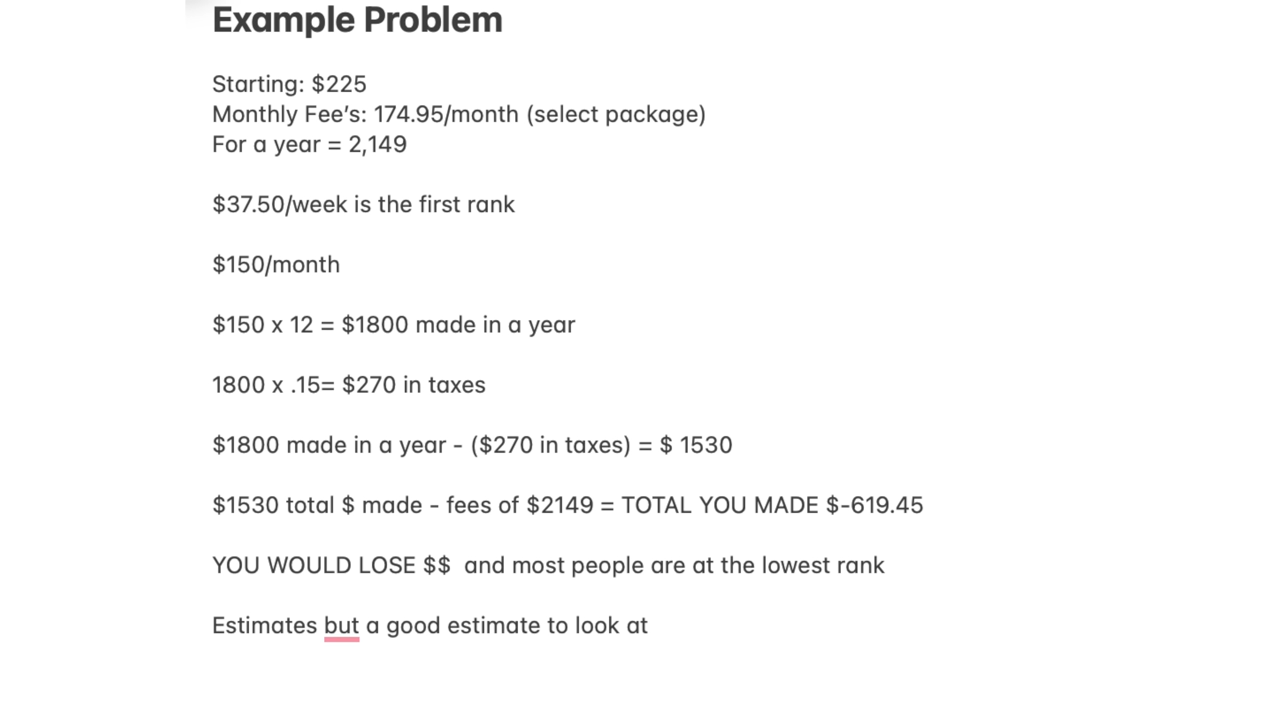 Example Problem
Starting: $225
Monthly Fee’s: 174.95/month (select package)
For a year = 2,149
$37.50/week is the first rank
$150/month
$150 x 12 = $1800 made in a year
1800 x .15= $270 in taxes
$1800 made in a year - ($270 in taxes) = $ 1530
$1530 total $ made - fees of $2149 = TOTAL YOU MADE $-619.45
YOU WOULD LOSE $$  and most people are at the lowest rank
Estimates but a good estimate to look at